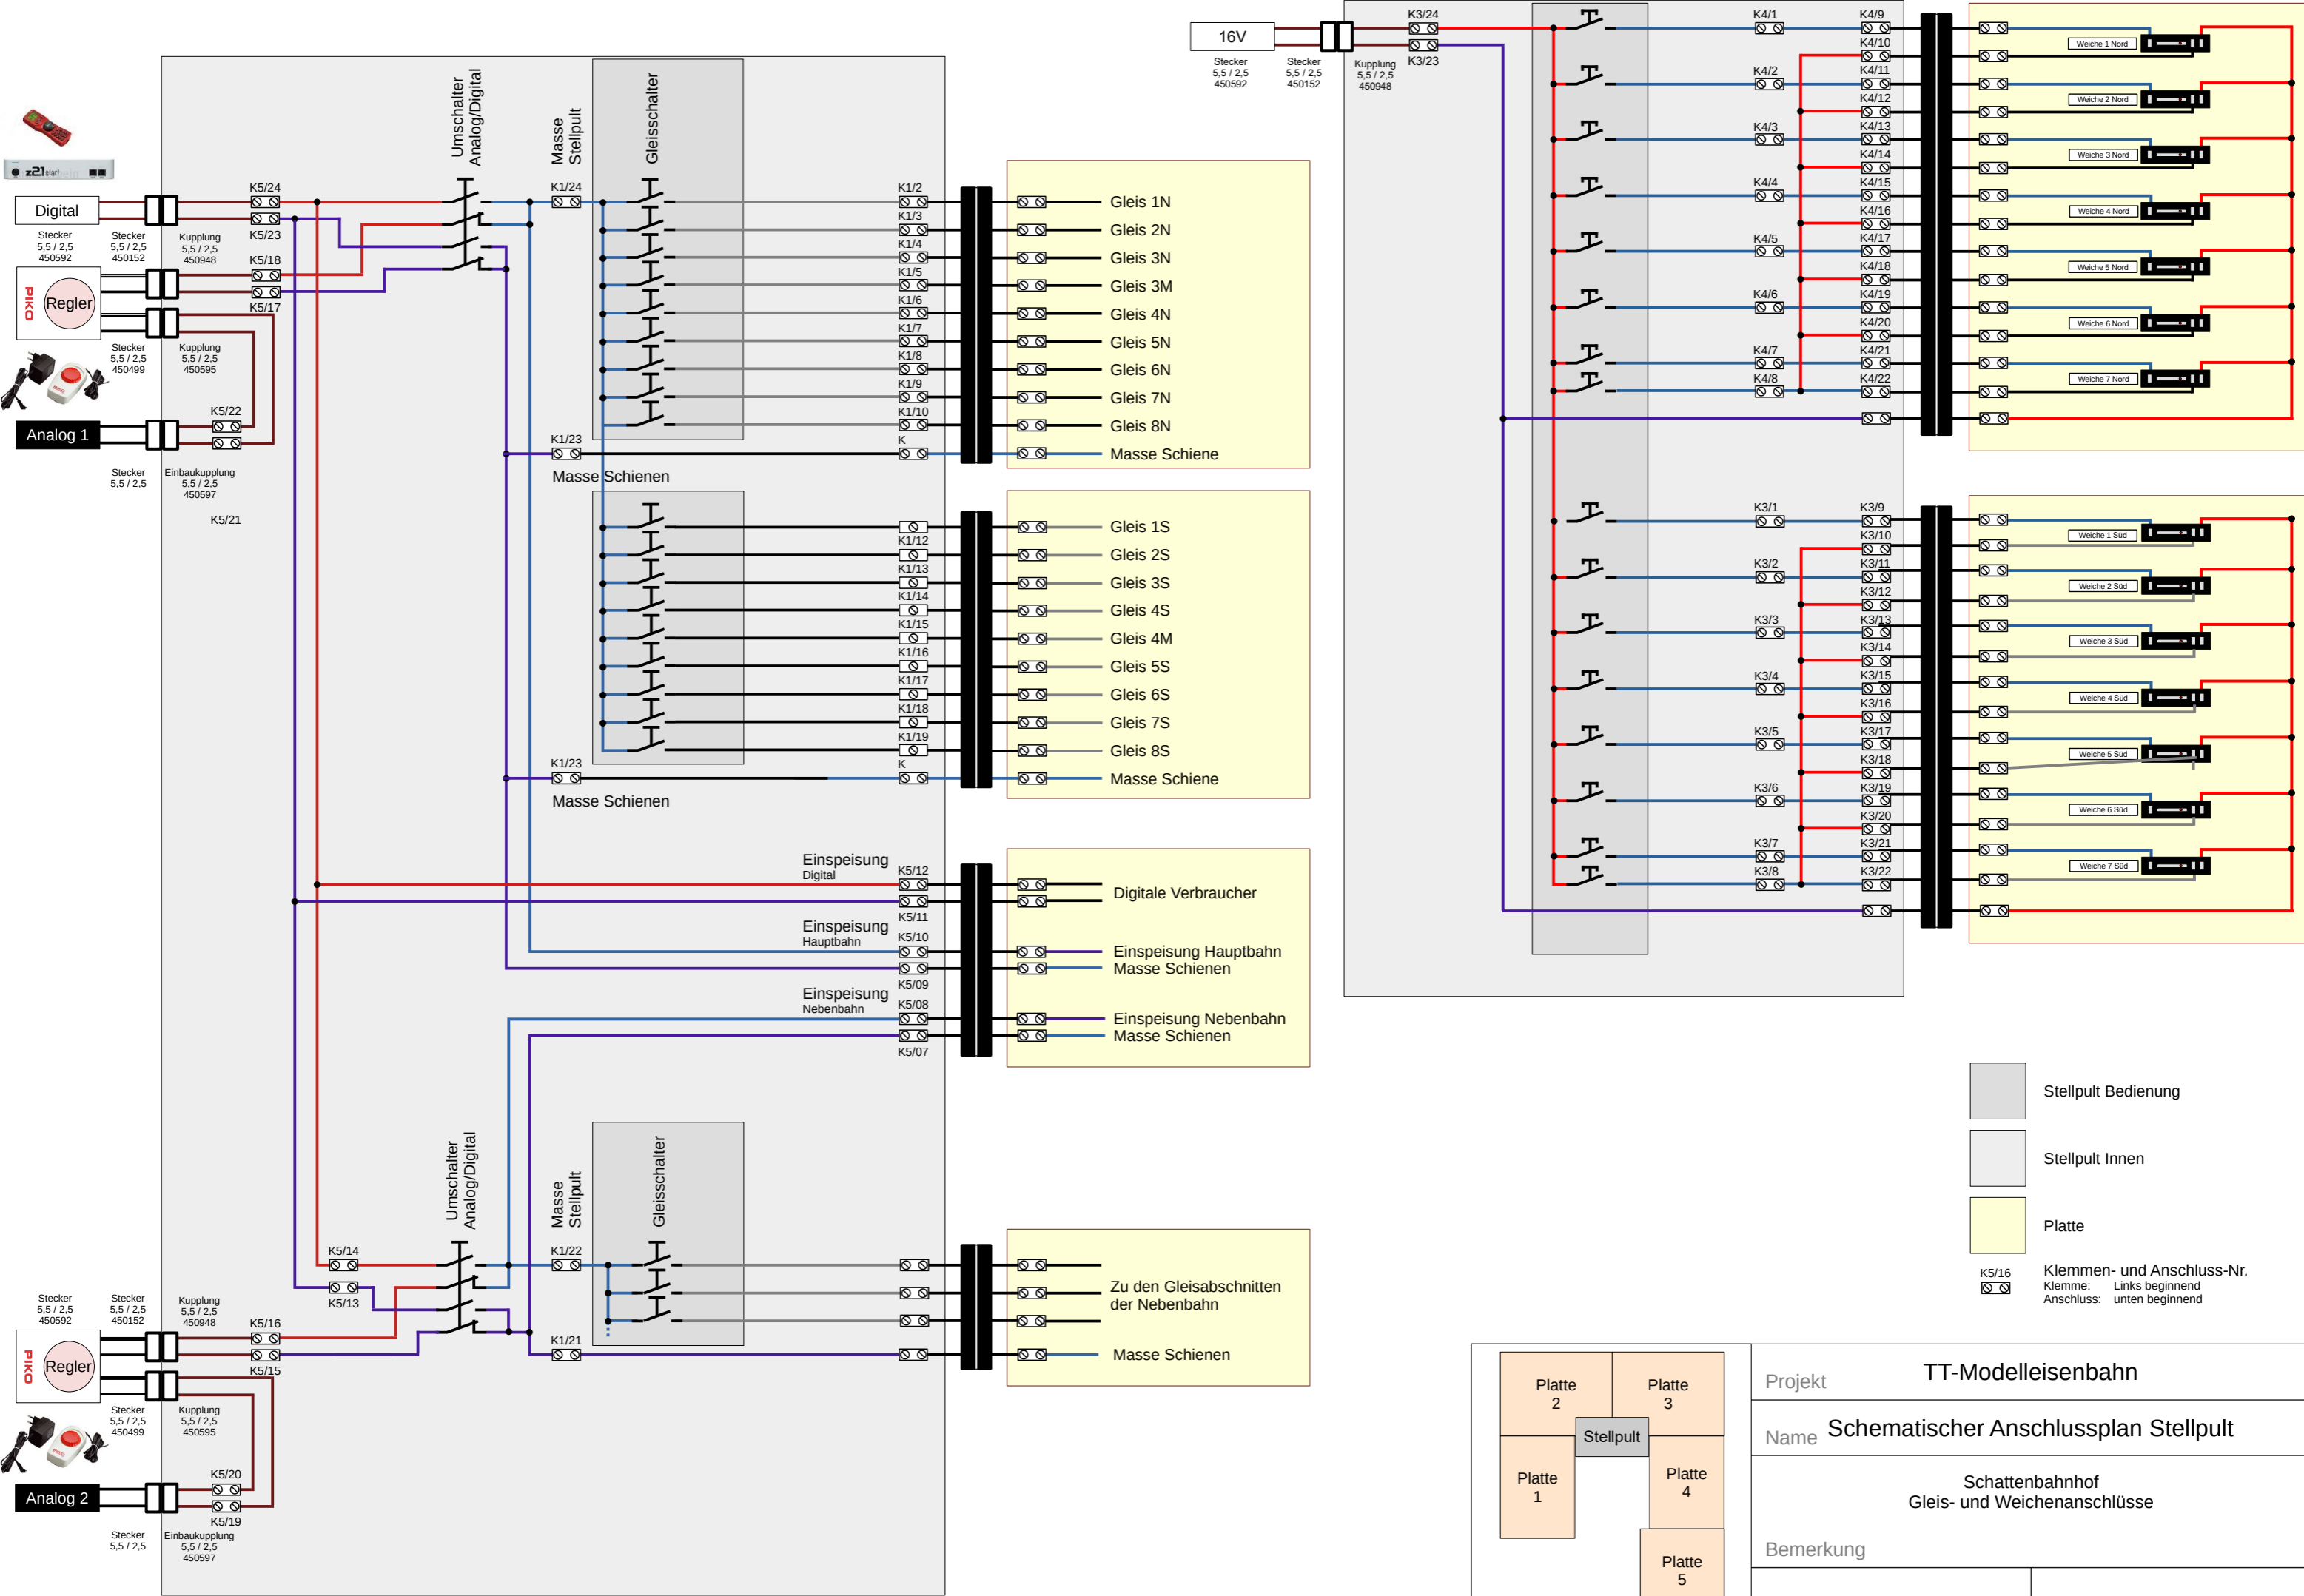 16V
Stecker
5,5 / 2,5
450592
Stecker
5,5 / 2,5
450152
Kupplung
5,5 / 2,5
450948
K3/24
K3/23
Umschalter
Analog/Digital
Masse
Stellpult
Gleisschalter
z21 start
Digital
Stecker
5,5 / 2,5
450592
Stecker
5,5 / 2,5
450152
Kupplung
5,5 / 2,5
450948
K5/24
K5/23
K5/18
K5/17
PIKO
Regler
Stecker
5,5 / 2,5
450499
Kupplung
5,5 / 2,5
450595
K5/22
Analog 1
Stecker
5,5 / 2,5
Einbaukupplung
5,5 / 2,5
450597
K5/21
K1/24
K1/2
Gleis 1N
K1/3
Gleis 2N
K1/4
Gleis 3N
K1/5
Gleis 3M
K1/6
Gleis 4N
K1/7
Gleis 5N
K1/8
Gleis 6N
K1/9
Gleis 7N
K1/10
Gleis 8N
K1/23
K
Masse Schiene
Masse Schienen
Gleis 1S
K1/12
Gleis 2S
K1/13
Gleis 3S
K1/14
Gleis 4S
K1/15
Gleis 4M
K1/16
Gleis 5S
K1/17
Gleis 6S
K1/18
Gleis 7S
K1/19
Gleis 8S
K1/23
K
Masse Schiene
Masse Schienen
Einspeisung
Digital
K5/12
K5/11
Digitale Verbraucher
Einspeisung
Hauptbahn
K5/10
K5/09
Einspeisung Hauptbahn
Masse Schienen
Einspeisung
Nebenbahn
K5/08
K5/07
Einspeisung Nebenbahn
Masse Schienen
Umschalter
Analog/Digital
Masse
Stellpult
Gleisschalter
K5/14
K5/13
K1/22
K1/21
Zu den Gleisabschnitten
der Nebenbahn
Masse Schienen
Stecker
5,5 / 2,5
450592
Stecker
5,5 / 2,5
450152
Kupplung
5,5 / 2,5
450948
K5/16
K5/15
PIKO
Regler
Stecker
5,5 / 2,5
450499
Kupplung
5,5 / 2,5
450595
K5/20
K5/19
Analog 2
Stecker
5,5 / 2,5
Einbaukupplung
5,5 / 2,5
450597
K4/1
K4/9
Weiche 1 Nord
K4/10
K4/2
K4/11
Weiche 2 Nord
K4/12
K4/3
K4/13
Weiche 3 Nord
K4/14
K4/4
K4/15
Weiche 4 Nord
K4/16
K4/5
K4/17
Weiche 5 Nord
K4/18
K4/6
K4/19
Weiche 6 Nord
K4/20
K4/7
K4/21
Weiche 7 Nord
K4/8
K4/22
K3/1
K3/9
Weiche 1 Süd
K3/10
K3/2
K3/11
Weiche 2 Süd
K3/12
K3/3
K3/13
Weiche 3 Süd
K3/14
K3/4
K3/15
Weiche 4 Süd
K3/16
K3/5
K3/17
Weiche 5 Süd
K3/18
K3/6
K3/19
Weiche 6 Süd
K3/20
K3/7
K3/21
Weiche 7 Süd
K3/8
K3/22
Stellpult Bedienung
Stellpult Innen
Platte
K5/16
Klemmen- und Anschluss-Nr.
Klemme: Links beginnend
Anschluss: unten beginnend
Platte
2
Platte
3
Stellpult
Platte
1
Platte
4
Platte
5
Projekt TT-Modelleisenbahn
Name Schematischer Anschlussplan Stellpult
Schattenbahnhof
Gleis- und Weichenanschlüsse
Bemerkung